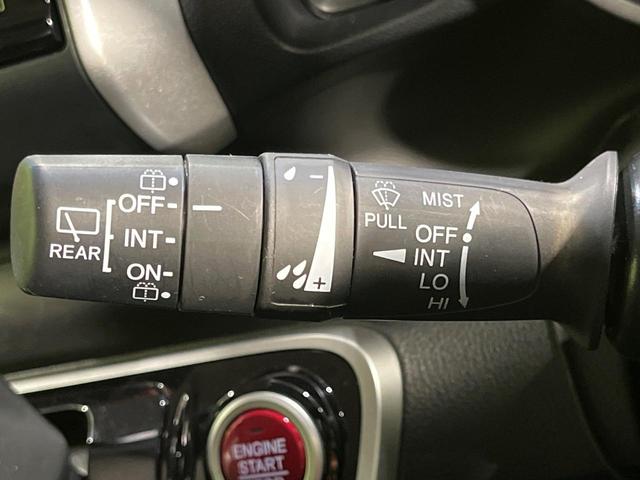 REAR
OFF
INT
ON
− 
+
PULL
MIST
OFF
INT
LO
HI
ENGINE
START